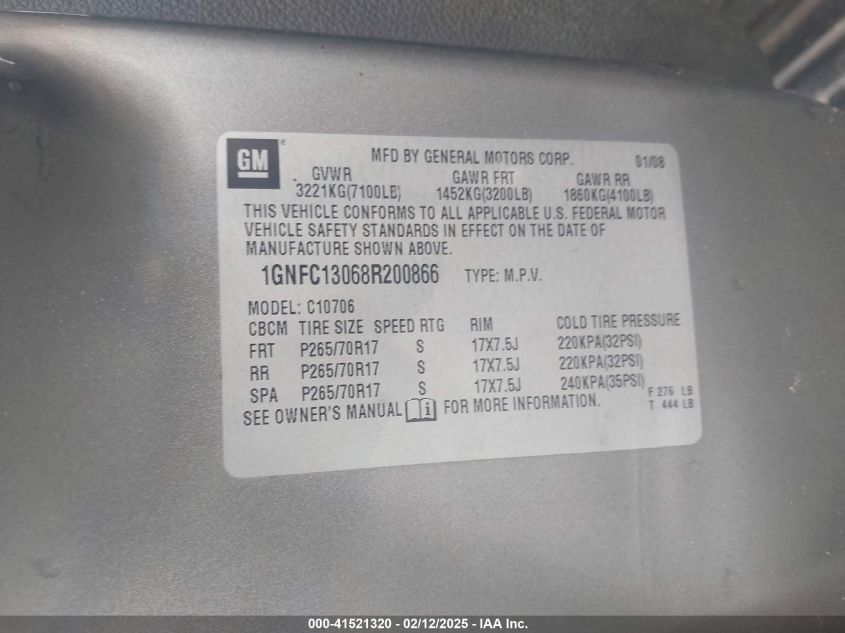 GM ® MFD BY GENERAL MOTORS CORP. 01/08
GVWR GAWR FRT GAWR RR
3221KG(7100LB) 1452KG(3200LB) 1860KG(4100LB)
THIS VEHICLE CONFORMS TO ALL APPLICABLE U.S. FEDERAL MOTOR
VEHICLE SAFETY STANDARDS IN EFFECT ON THE DATE OF
MANUFACTURE SHOWN ABOVE.
1GNFC13068R200866 TYPE: M.P.V.
MODEL: C10706
CBCM TIRE SIZE SPEED RTG RIM COLD TIRE PRESSURE
FRT P265/70R17 S 17X7.5J 220KPA(32PSI)
RR P265/70R17 S 17X7.5J 220KPA(32PSI)
SPA P265/70R17 S 17X7.5J 240KPA(35PSI) F 276 LB
SEE OWNER'S MANUAL i FOR MORE INFORMATION. T 444 LB
000-41521320 - 02/12/2025 - IAA Inc.